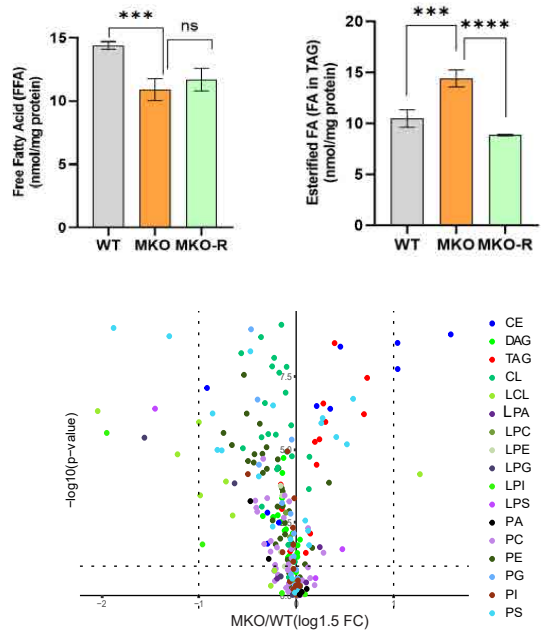 *** ns
Free Fatty Acid (FFA)
(nmol/mg protein)
15
10
5
0
WT MKO MKO-R
*** ****
Esterified FA (FA in TAG)
(nmol/mg protein)
20
15
10
5
0
WT MKO MKO-R
−log10(p−value)
7.5
5.0
2.5
0.0
−2 −1 0 1
MKO/WT(log1.5 FC)
CE
DAG
TAG
CL
LCL
LPA
LPC
LPE
LPG
LPI
LPS
PA
PC
PE
PG
PI
PS